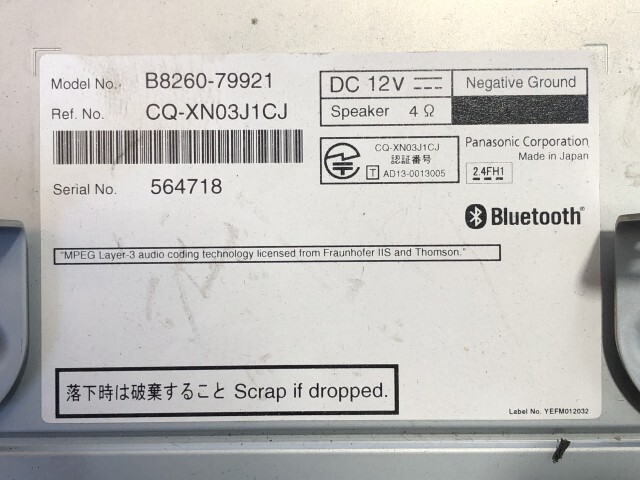 Model No. B8260-79921
Ref. No. CQ-XN03J1CJ
Serial No. 564718
DC 12V
Negative Ground
Speaker 4 Ω
CQ-XN03J1CJ
認証番号
T AD13-0013005
Panasonic Corporation
Made in Japan
2.4FH1
Bluetooth®
"MPEG Layer-3 audio coding technology licensed from Fraunhofer IIS and Thomson."
落下時は破棄すること Scrap if dropped.
Label No. YEFM012032